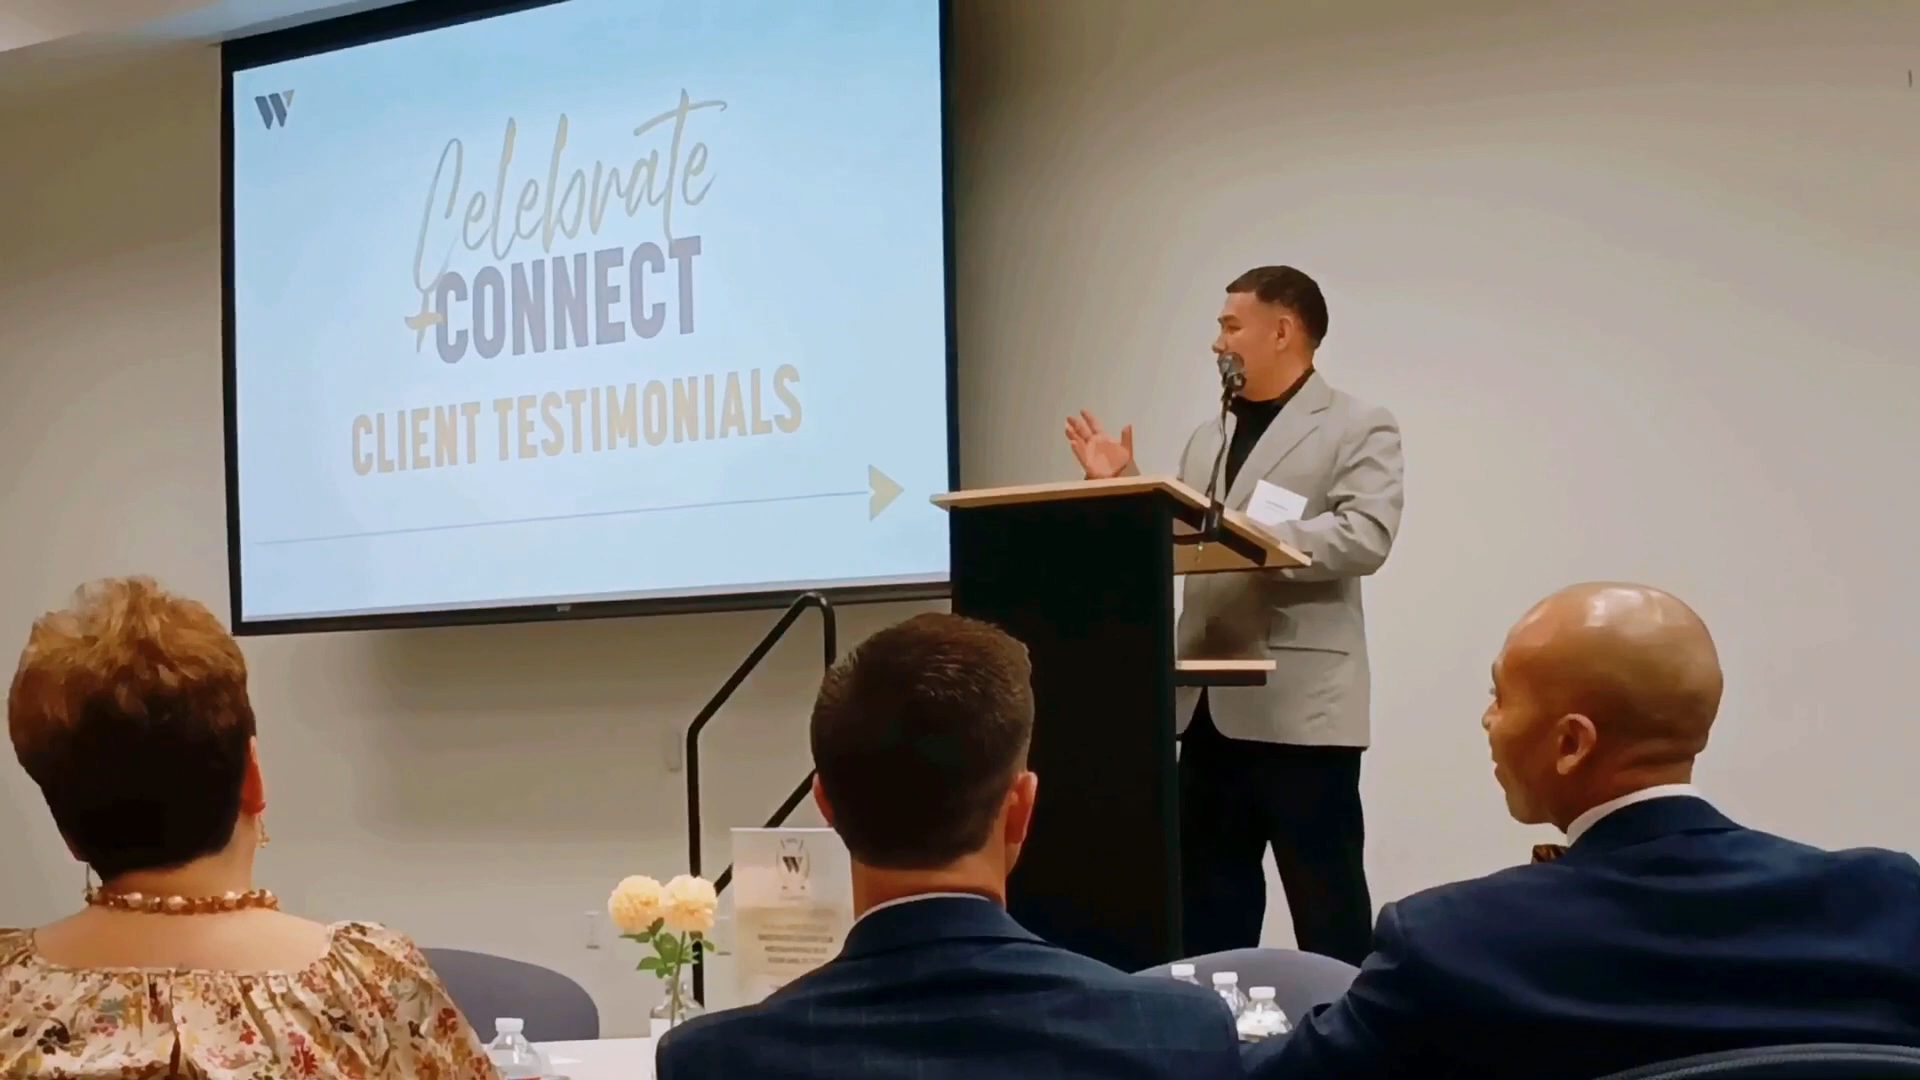 W
Celebrate
+CONNECT
CLIENT TESTIMONIALS
W